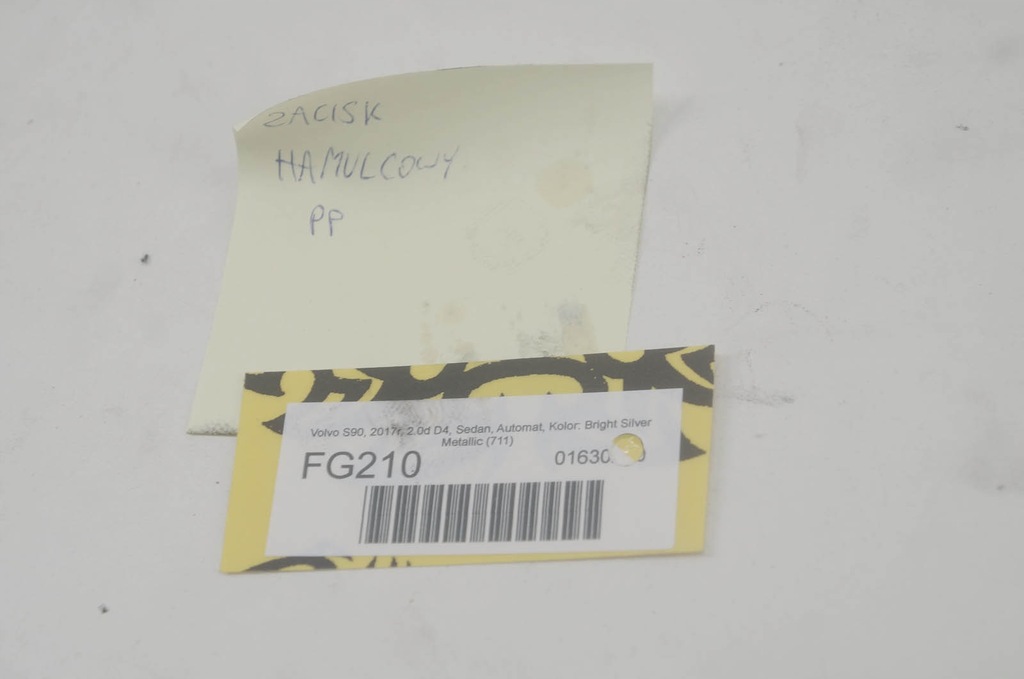 ZACISK
HAMULCOWY
PP
Volvo S90, 2017r, 2.0d D4, Sedan, Automat, Kolor: Bright Silver
Metallic (711)
FG210